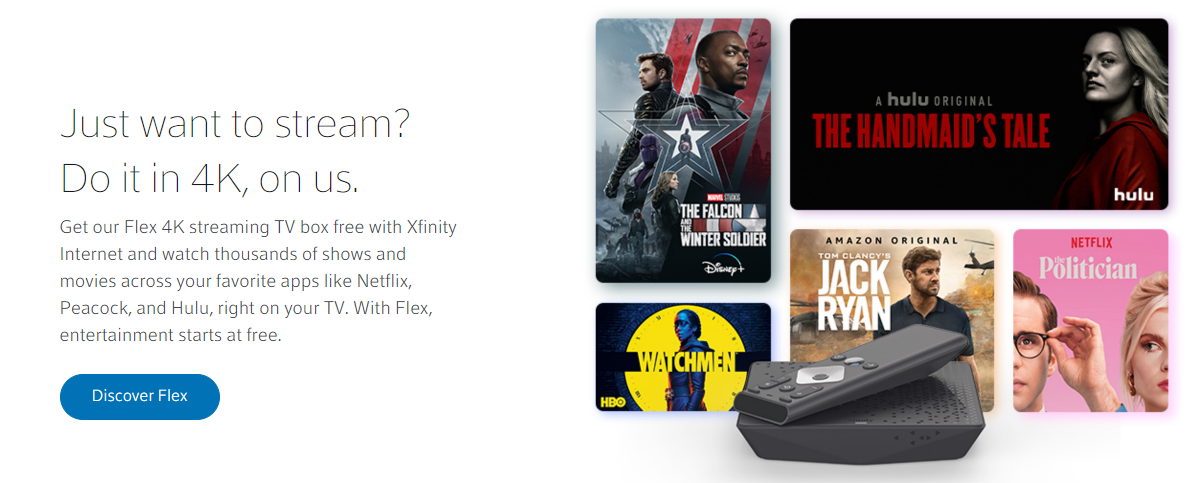 Just want to stream?
Do it in 4K, on us.
Get our Flex 4K streaming TV box free with Xfinity
Internet and watch thousands of shows and
movies across your favorite apps like Netflix,
Peacock, and Hulu, right on your TV. With Flex,
entertainment starts at free.
Discover Flex
MARVEL STUDIOS
THE FALCON
AND THE
WINTER SOLDIER
Disney+
A hulu ORIGINAL
THE HANDMAID'S TALE
hulu
WATCHMEN
HBO
AMAZON ORIGINAL
TOM CLANCY'S
JACK
RYAN
NETFLIX
the
Politician